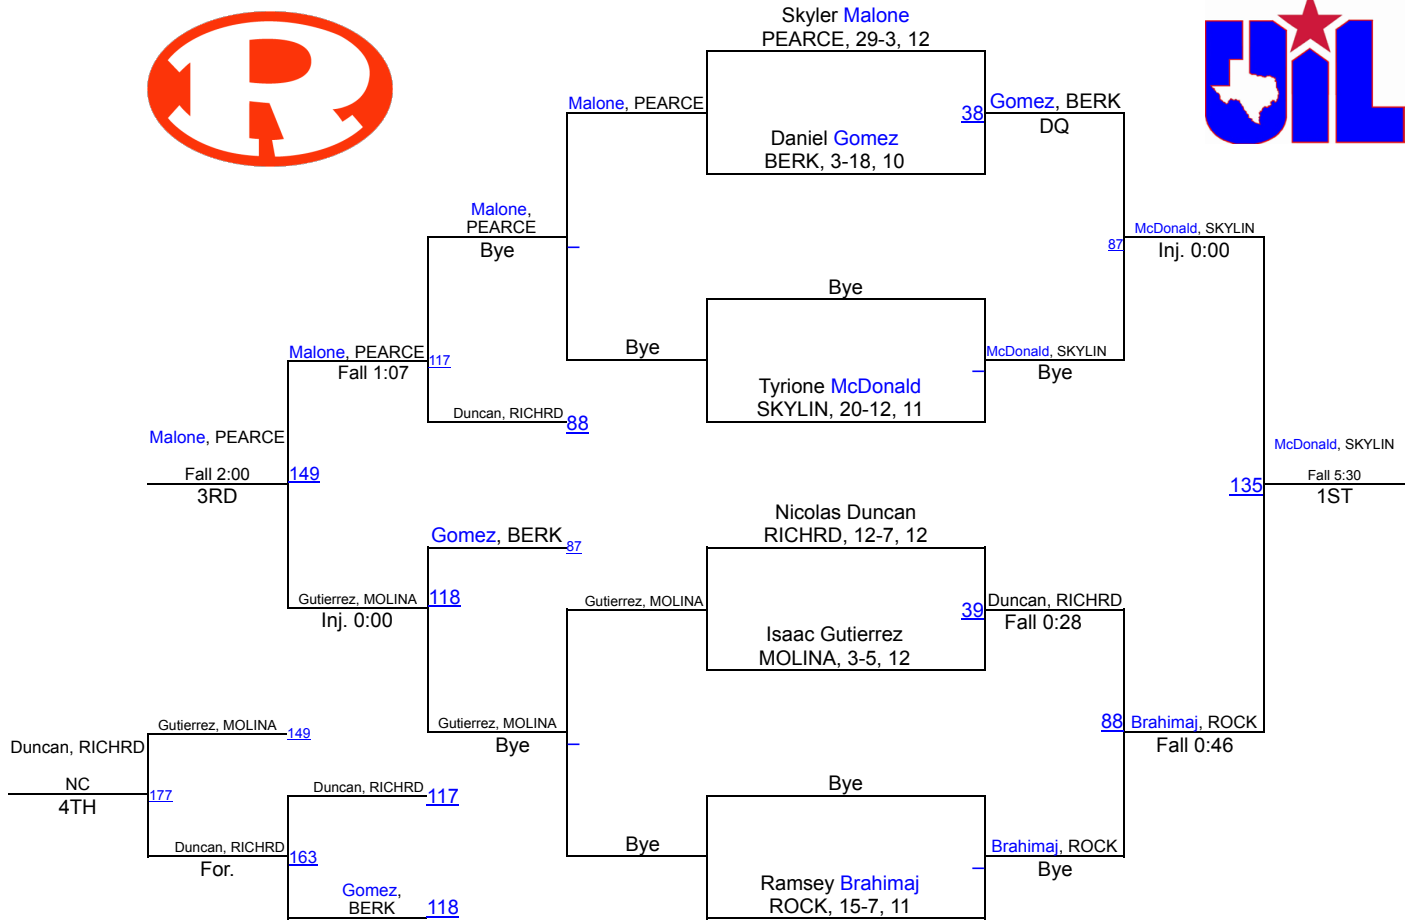 R
UIL
Skyler Malone
PEARCE, 29-3, 12
Malone, PEARCE
38
Gomez, BERK
DQ
Daniel Gomez
BERK, 3-18, 10
Malone,
PEARCE
Bye
McDonald, SKYLIN
87
Inj. 0:00
Bye
Bye
McDonald, SKYLIN
Bye
Malone, PEARCE
117
Fall 1:07
Tyrione McDonald
SKYLIN, 20-12, 11
Duncan, RICHRD
88
Malone, PEARCE
Fall 2:00
149
3RD
McDonald, SKYLIN
135
Fall 5:30
1ST
Nicolas Duncan
RICHRD, 12-7, 12
Gomez, BERK
87
Gutierrez, MOLINA
118
Inj. 0:00
Gutierrez, MOLINA
39
Duncan, RICHRD
Fall 0:28
Isaac Gutierrez
MOLINA, 3-5, 12
Gutierrez, MOLINA
149
Gutierrez, MOLINA
Bye
88
Brahimaj, ROCK
Fall 0:46
Duncan, RICHRD
NC
177
4TH
Duncan, RICHRD
117
Bye
Duncan, RICHRD
163
For.
Bye
Brahimaj, ROCK
Bye
Gomez,
BERK
118
Ramsey Brahimaj
ROCK, 15-7, 11